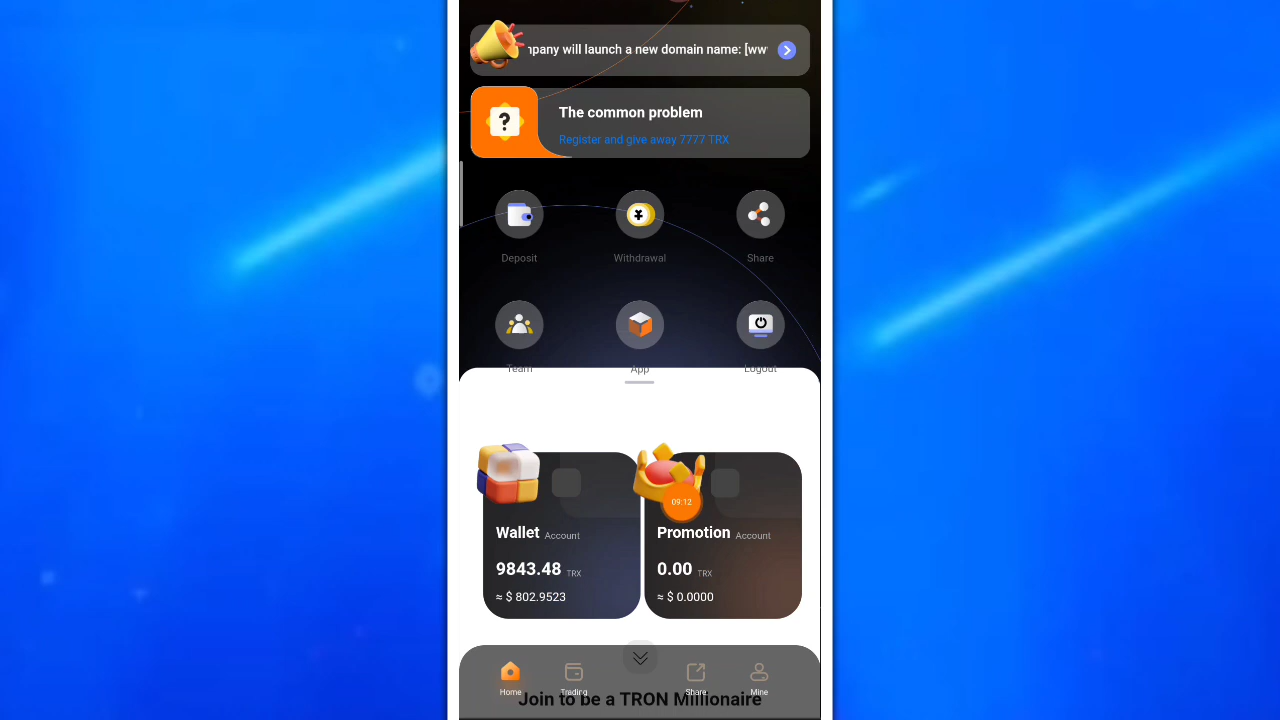 mpany will launch a new domain name: [ww
The common problem
Register and give away 7777 TRX
Deposit
Withdrawal
Share
Team
App
Logout
09:12
Wallet Account
Promotion Account
9843.48 TRX
0.00 TRX
≈ $ 802.9523
≈ $ 0.0000
Home
Trading
Share
Mine
Join to be a TRON Millionaire